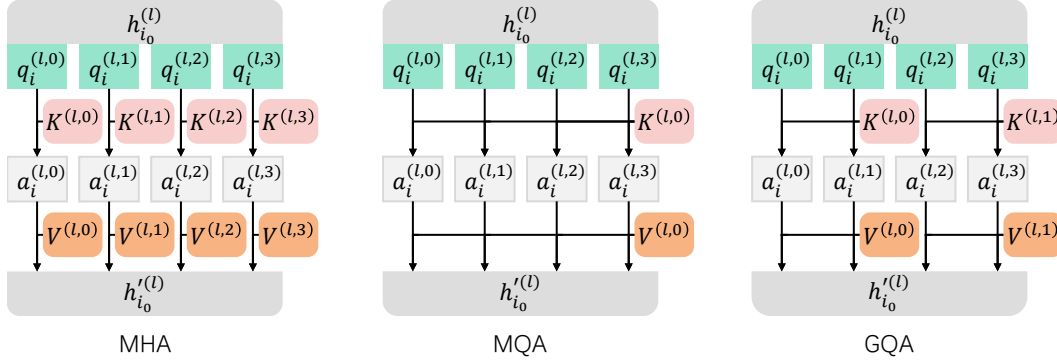 h_{i_0}^{(l)} h_{i_0}^{(l)} h_{i_0}^{(l)}
q_i^{(l,0)} q_i^{(l,1)} q_i^{(l,2)} q_i^{(l,3)} q_i^{(l,0)} q_i^{(l,1)} q_i^{(l,2)} q_i^{(l,3)} q_i^{(l,0)} q_i^{(l,1)} q_i^{(l,2)} q_i^{(l,3)}
K^{(l,0)} K^{(l,1)} K^{(l,2)} K^{(l,3)} K^{(l,0)} K^{(l,0)} K^{(l,1)}
a_i^{(l,0)} a_i^{(l,1)} a_i^{(l,2)} a_i^{(l,3)} a_i^{(l,0)} a_i^{(l,1)} a_i^{(l,2)} a_i^{(l,3)} a_i^{(l,0)} a_i^{(l,1)} a_i^{(l,2)} a_i^{(l,3)}
V^{(l,0)} V^{(l,1)} V^{(l,2)} V^{(l,3)} V^{(l,0)} V^{(l,0)} V^{(l,1)}
h_{i_0}^{'(l)} h_{i_0}^{'(l)} h_{i_0}^{'(l)}
MHA MQA GQA